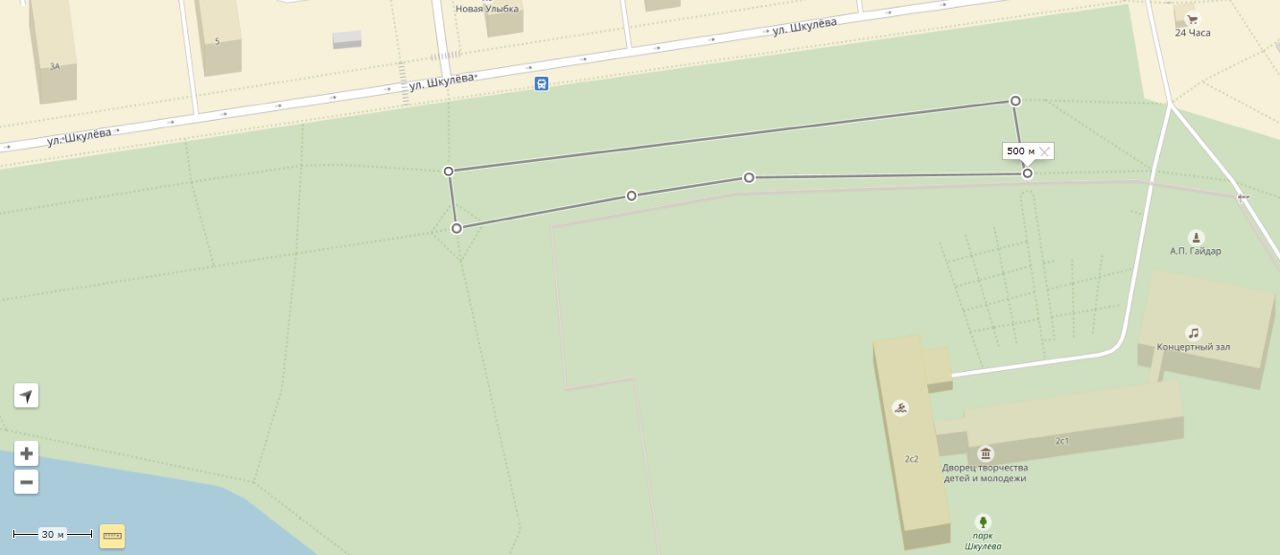 Новая Улыбка
5
3А
ул. Шкулёва
ул. Шкулёва
ул. Шкулёва
24 Часа
500 м
А.П. Гайдар
Концертный зал
2с1
2с2
Дворец творчества
детей и молодежи
парк
Шкулёва
30 м